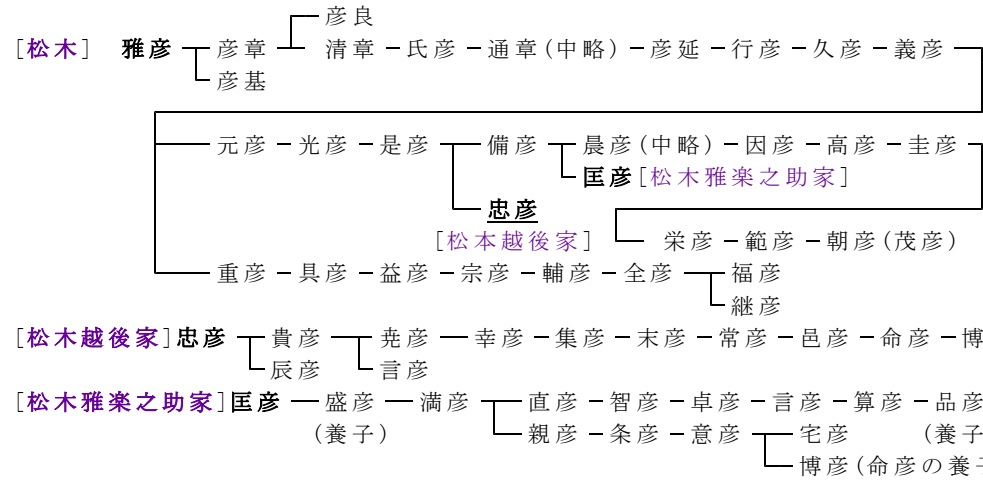 彦良
[松木] 雅彦 彦章 清章 氏彦 通章(中略) 彦延 行彦 久彦 義彦
彦基
元彦 光彦 是彦 備彦 晨彦(中略) 因彦 高彦 圭彦
匡彦[松木雅楽之助家]
忠彦
[松本越後家] 栄彦 範彦 朝彦(茂彦)
重彦 具彦 益彦 宗彦 輔彦 全彦 福彦
継彦
[松木越後家]忠彦 貴彦 尭彦 幸彦 集彦 末彦 常彦 邑彦 命彦 博
辰彦 言彦
[松木雅楽之助家]匡彦 盛彦 満彦 直彦 智彦 卓彦 言彦 算彦 品彦
(養子) 親彦 条彦 意彦 宅彦 (養子
博彦(命彦の養子